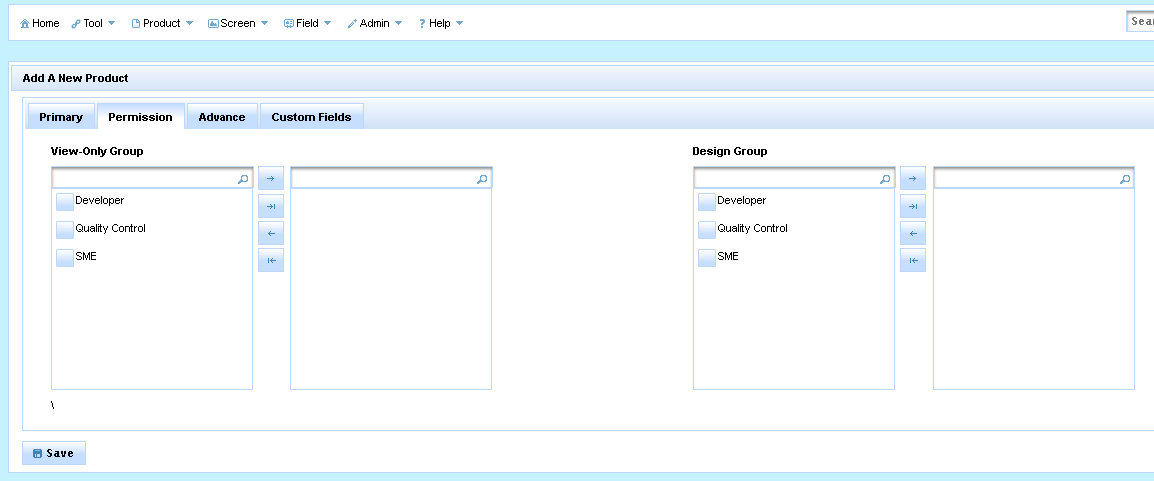 Home Tool Product Screen Field Admin ? Help
Add A New Product
Primary Permission Advance Custom Fields
View-Only Group Design Group
Developer Developer
Quality Control Quality Control
SME SME
\
Save